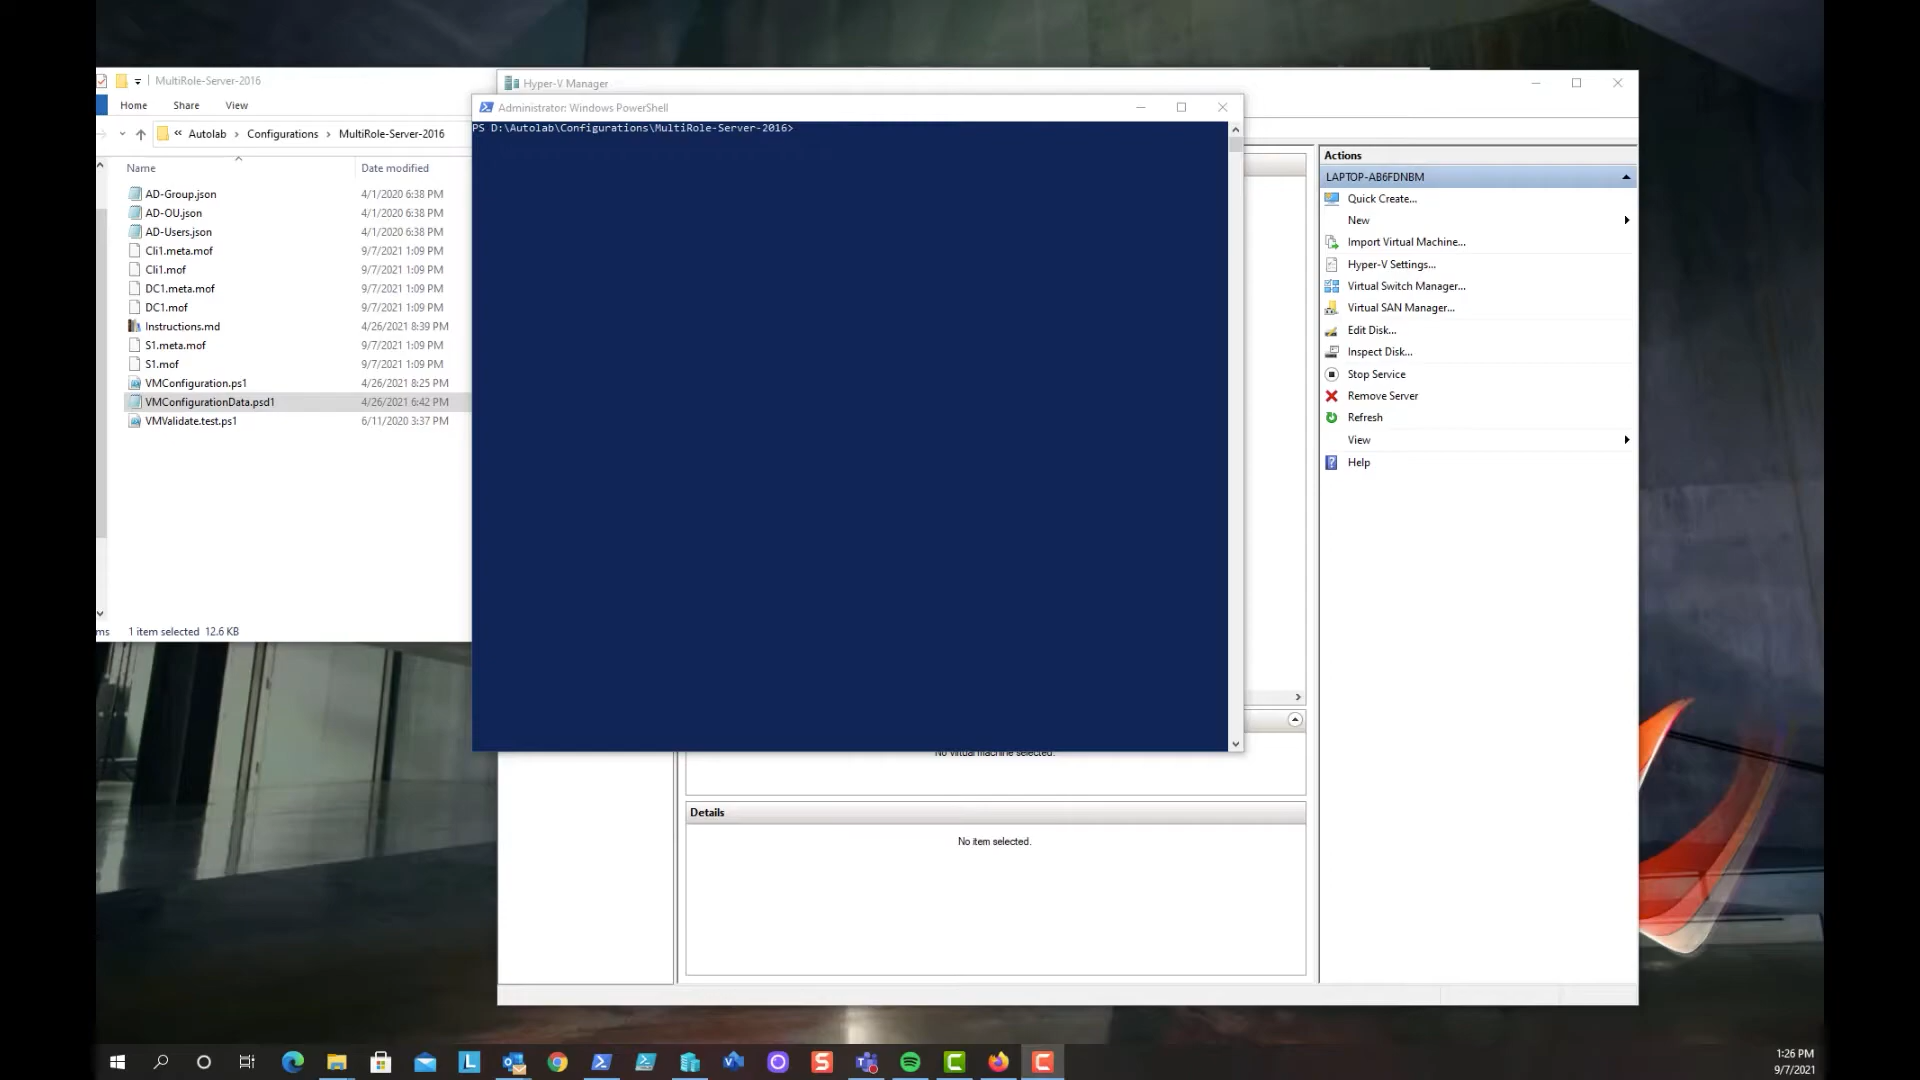 MultiRole-Server-2016
Home Share View
« Autolab › Configurations › MultiRole-Server-2016
Name Date modified
AD-Group.json 4/1/2020 6:38 PM
AD-OU.json 4/1/2020 6:38 PM
AD-Users.json 4/1/2020 6:38 PM
Cli1.meta.mof 9/7/2021 1:09 PM
Cli1.mof 9/7/2021 1:09 PM
DC1.meta.mof 9/7/2021 1:09 PM
DC1.mof 9/7/2021 1:09 PM
Instructions.md 4/26/2021 8:39 PM
S1.meta.mof 9/7/2021 1:09 PM
S1.mof 9/7/2021 1:09 PM
VMConfiguration.ps1 4/26/2021 8:25 PM
VMConfigurationData.psd1 4/26/2021 6:42 PM
VMValidate.test.ps1 6/11/2020 3:37 PM
ms 1 item selected 12.6 KB
Hyper-V Manager
Administrator: Windows PowerShell
PS D:\Autolab\Configurations\MultiRole-Server-2016>
Actions
LAPTOP-AB6FDNBM
Quick Create...
New
Import Virtual Machine...
Hyper-V Settings...
Virtual Switch Manager...
Virtual SAN Manager...
Edit Disk...
Inspect Disk...
Stop Service
Remove Server
Refresh
View
Help
No virtual machine selected.
Details
No item selected.
1:26 PM
9/7/2021